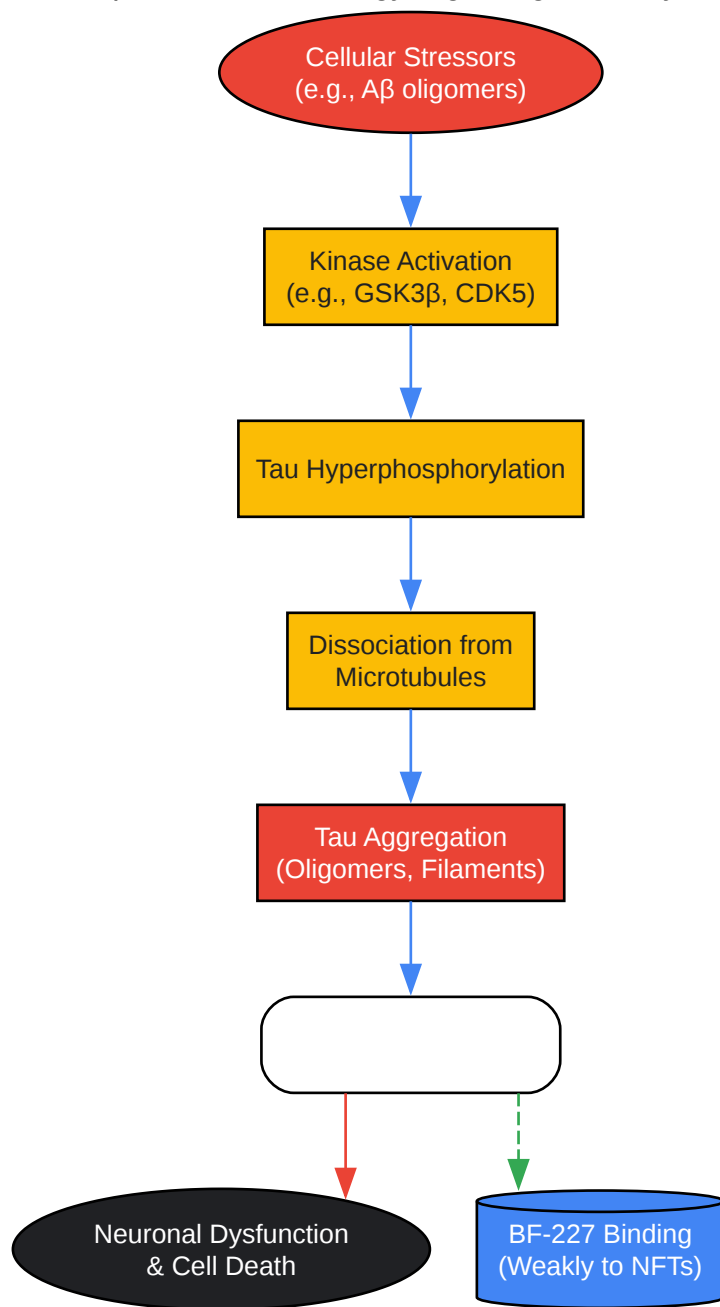 Cellular Stressors
(e.g., Aβ oligomers)
Kinase Activation
(e.g., GSK3β, CDK5)
Tau Hyperphosphorylation
Dissociation from
Microtubules
Tau Aggregation
(Oligomers, Filaments)
Neuronal Dysfunction
& Cell Death
BF-227 Binding
(Weakly to NFTs)